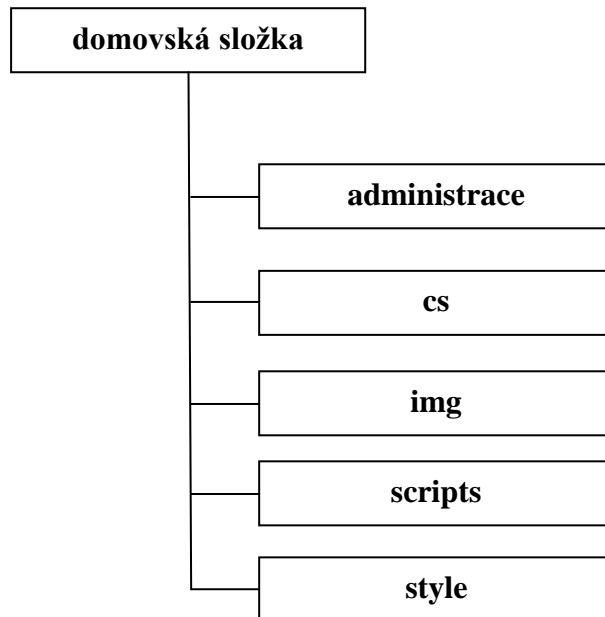 domovská složka
administrace
cs
img
scripts
style